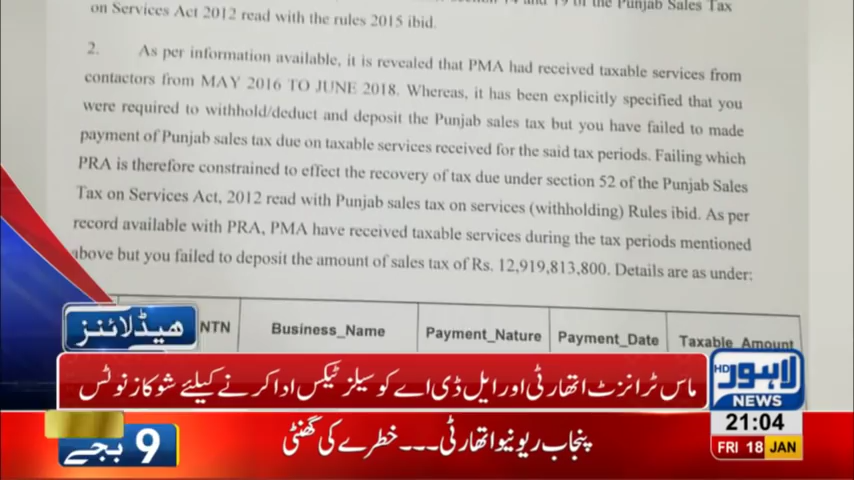 on Services Act 2012 read with the rules 2015 ibid.
14 and 19 of the Punjab Sales Tax
2. As per information available, it is revealed that PMA had received taxable services from
contactors from MAY 2016 TO JUNE 2018. Whereas, it has been explicitly specified that you
were required to withhold/deduct and deposit the Punjab sales tax but you have failed to made
payment of Punjab sales tax due on taxable services received for the said tax periods. Failing which
PRA is therefore constrained to effect the recovery of tax due under section 52 of the Punjab Sales
Tax on Services Act, 2012 read with Punjab sales tax on services (withholding) Rules ibid. As per
record available with PRA, PMA have received taxable services during the tax periods mentioned
above but you failed to deposit the amount of sales tax of Rs. 12,919,813,800. Details are as under:
NTN Business_Name Payment_Nature Payment_Date Taxable_Amount
ہیڈلائنز
ماس ٹرانزٹ اتھارٹی اور ایل ڈی اے کو سیلز ٹیکس ادا کرنے کیلئے شوکاز نوٹس
HD لاہور
NEWS
21:04
FRI 18 JAN
9 بجے
پنجاب ریونیو اتھارٹی ۔۔۔ خطرے کی گھنٹی